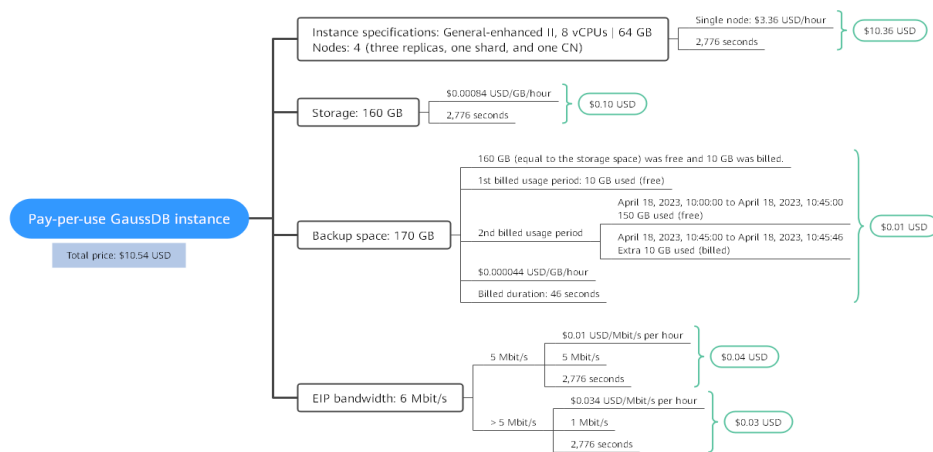 Pay-per-use GaussDB instance
Total price: $10.54 USD
Instance specifications: General-enhanced II, 8 vCPUs | 64 GB
Nodes: 4 (three replicas, one shard, and one CN)
Single node: $3.36 USD/hour
2,776 seconds
$10.36 USD
Storage: 160 GB
$0.00084 USD/GB/hour
2,776 seconds
$0.10 USD
Backup space: 170 GB
160 GB (equal to the storage space) was free and 10 GB was billed.
1st billed usage period: 10 GB used (free)
2nd billed usage period
April 18, 2023, 10:00:00 to April 18, 2023, 10:45:00
150 GB used (free)
April 18, 2023, 10:45:00 to April 18, 2023, 10:45:46
Extra 10 GB used (billed)
$0.000044 USD/GB/hour
Billed duration: 46 seconds
$0.01 USD
EIP bandwidth: 6 Mbit/s
5 Mbit/s
$0.01 USD/Mbit/s per hour
5 Mbit/s
2,776 seconds
$0.04 USD
> 5 Mbit/s
$0.034 USD/Mbit/s per hour
1 Mbit/s
2,776 seconds
$0.03 USD